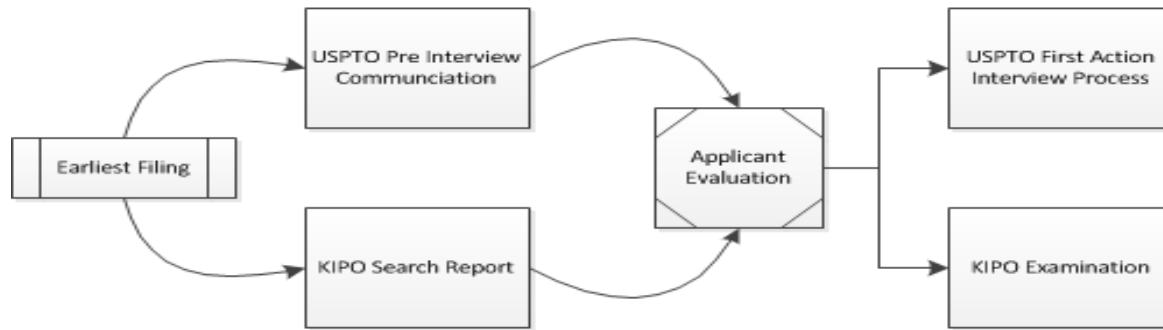 USPTO Pre Interview
Communciation
USPTO First Action
Interview Process
Earliest Filing
Applicant
Evaluation
KIPO Search Report
KIPO Examination